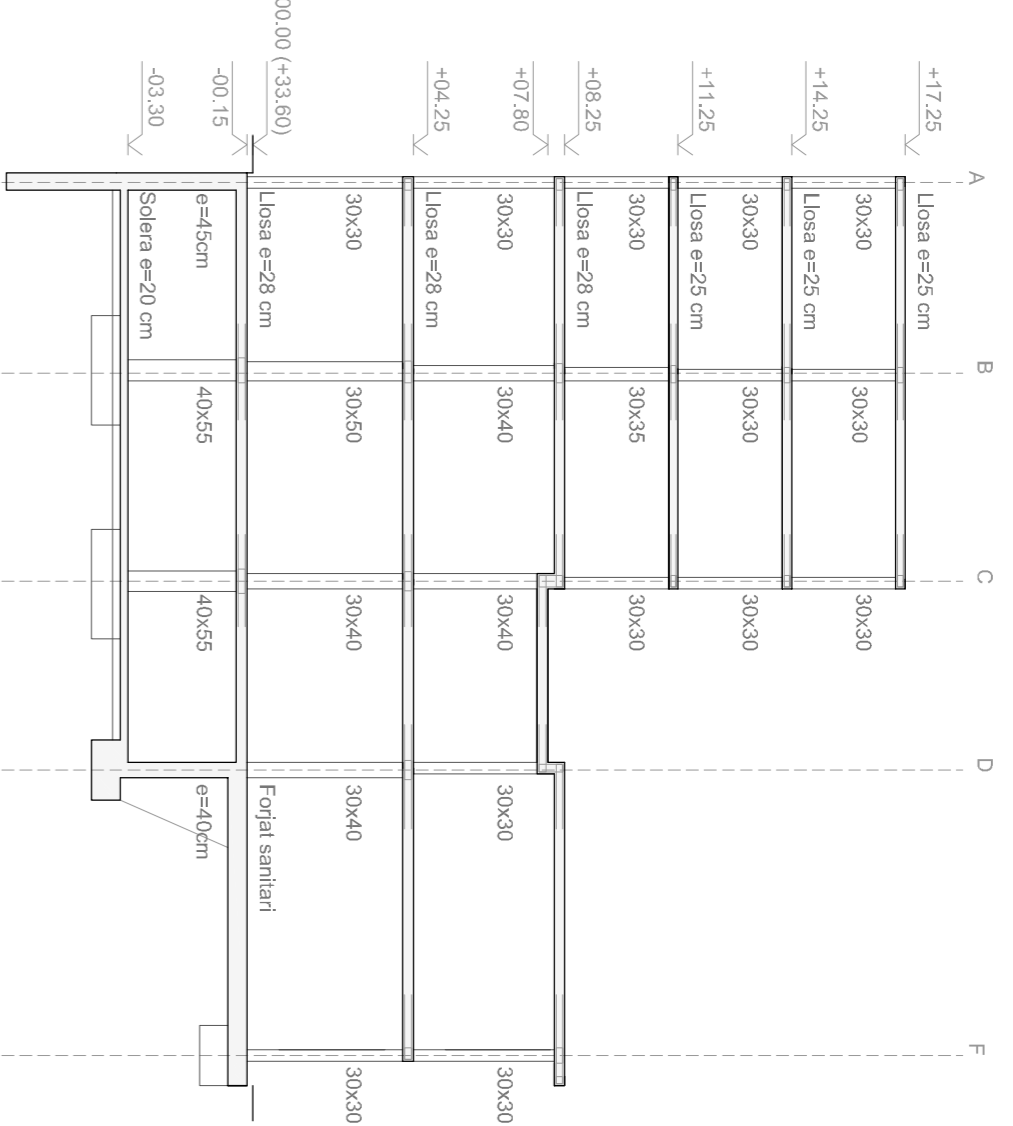 A B C D F
+17.25 Llosa e=25 cm
30x30 30x30 30x30
+14.25 Llosa e=25 cm
30x30 30x30 30x30
+11.25 Llosa e=25 cm
30x30 30x35 30x30
+08.25 Llosa e=28 cm
+07.80
30x30 30x40 30x40 30x30 30x30
+04.25 Llosa e=28 cm
30x30 30x50 30x40 30x40 30x30
00.00 (+33.60) Llosa e=28 cm Forjat sanitari
-00.15
e=45cm 40x55 40x55 e=40cm
-03.30 Solera e=20 cm